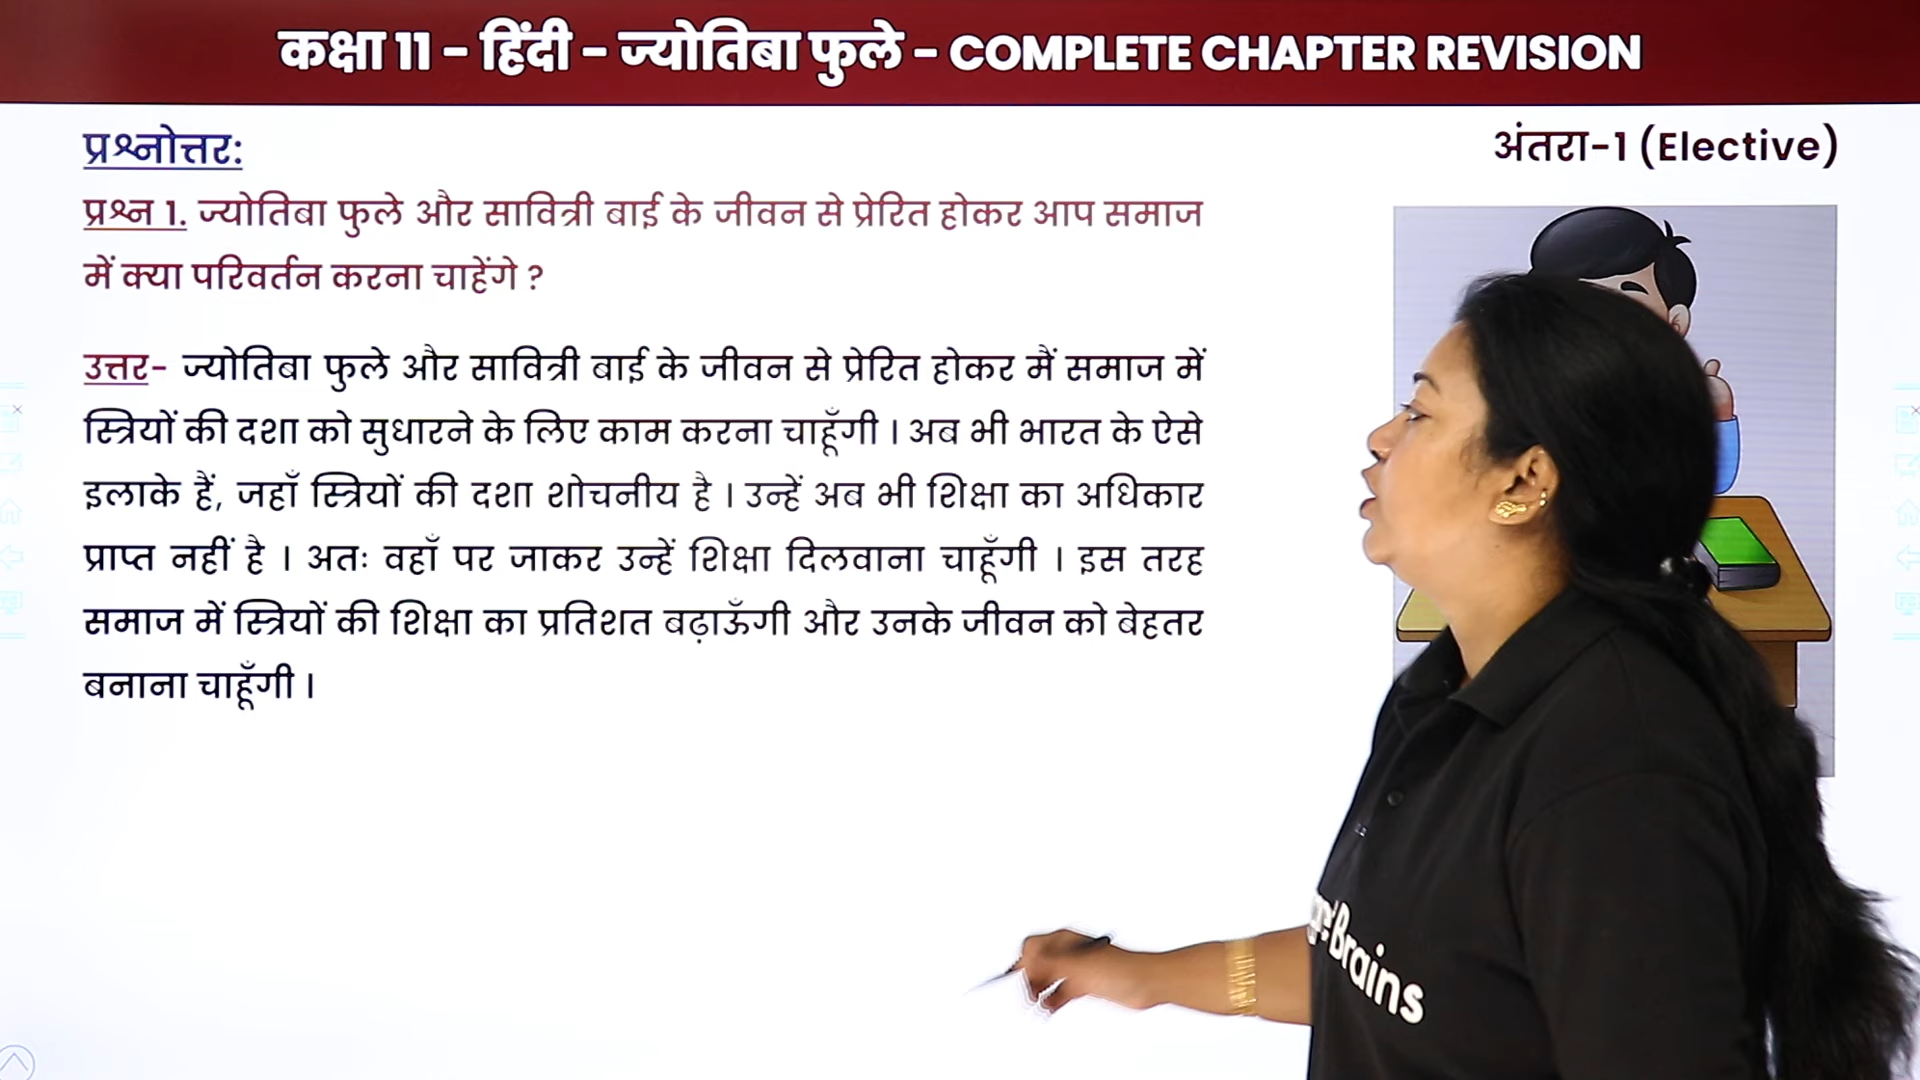 कक्षा 11 - हिंदी - ज्योतिबा फुले - COMPLETE CHAPTER REVISION
प्रश्नोत्तर:
अंतरा-1 (Elective)
प्रश्न 1. ज्योतिबा फुले और सावित्री बाई के जीवन से प्रेरित होकर आप समाज
में क्या परिवर्तन करना चाहेंगे ?
उत्तर- ज्योतिबा फुले और सावित्री बाई के जीवन से प्रेरित होकर मैं समाज में
स्त्रियों की दशा को सुधारने के लिए काम करना चाहूँगी । अब भी भारत के ऐसे
इलाके हैं, जहाँ स्त्रियों की दशा शोचनीय है । उन्हें अब भी शिक्षा का अधिकार
प्राप्त नहीं है । अतः वहाँ पर जाकर उन्हें शिक्षा दिलवाना चाहूँगी । इस तरह
समाज में स्त्रियों की शिक्षा का प्रतिशत बढ़ाऊँगी और उनके जीवन को बेहतर
बनाना चाहूँगी ।
Brains